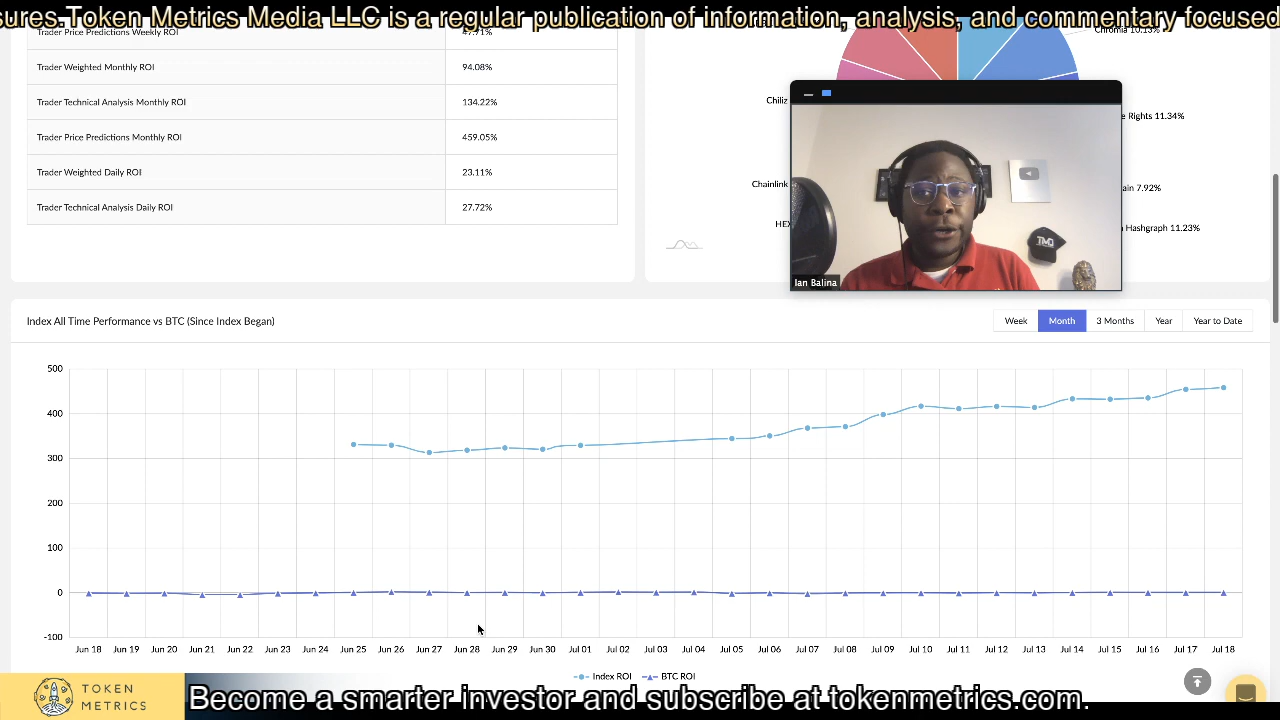 sures.Token Metrics Media LLC is a regular publication of information, analysis, and commentary focused
Trader Price Predictions Weekly ROI
Chromia 10.13%
Trader Weighted Monthly ROI
94.08%
Trader Technical Analysis Monthly ROI
134.22%
Chiliz
e Rights 11.34%
Trader Price Predictions Monthly ROI
459.05%
Trader Weighted Daily ROI
23.11%
Chainlink
ain 7.92%
Trader Technical Analysis Daily ROI
27.72%
HEX
Hashgraph 11.23%
TMD
Ian Balina
Index All Time Performance vs BTC (Since Index Began)
Week Month 3 Months Year Year to Date
500
400
300
200
100
0
-100
Jun 18 Jun 19 Jun 20 Jun 21 Jun 22 Jun 23 Jun 24 Jun 25 Jun 26 Jun 27 Jun 28 Jun 29 Jun 30 Jul 01 Jul 02 Jul 03 Jul 04 Jul 05 Jul 06 Jul 07 Jul 08 Jul 09 Jul 10 Jul 11 Jul 12 Jul 13 Jul 14 Jul 15 Jul 16 Jul 17 Jul 18
Index ROI BTC ROI
TOKEN
METRICS
Become a smarter investor and subscribe at tokenmetrics.com.